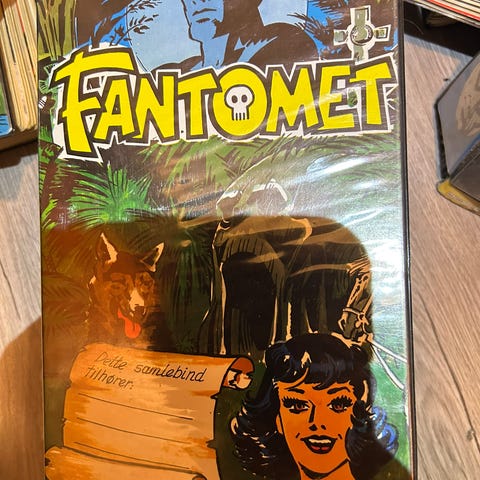 FANTOMET
Dette samlebind
tilhører: